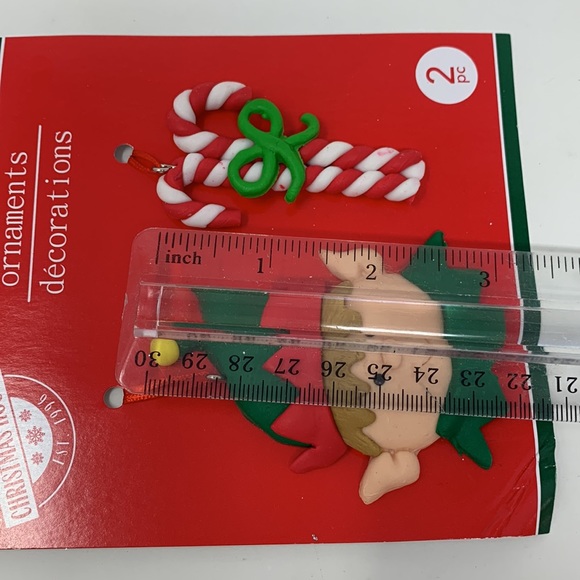 ornaments
décorations
2
pc
inch
1 2 3
30 29 28 27 26 25 24 23 22 21
CHRISTMAS
EST. 1996